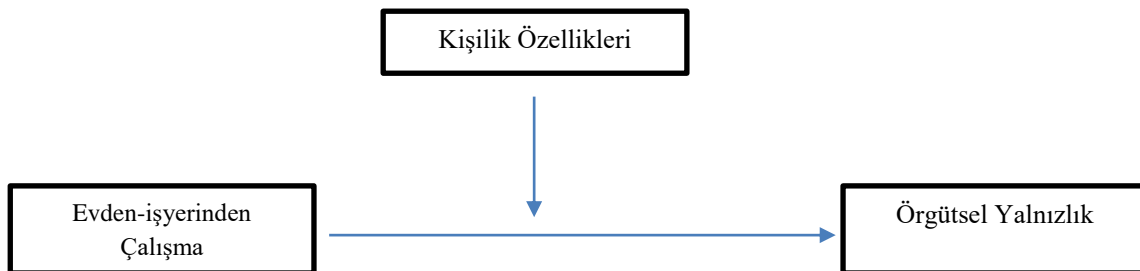 Kişilik Özellikleri
Evden-işyerinden
Çalışma
Örgütsel Yalnızlık